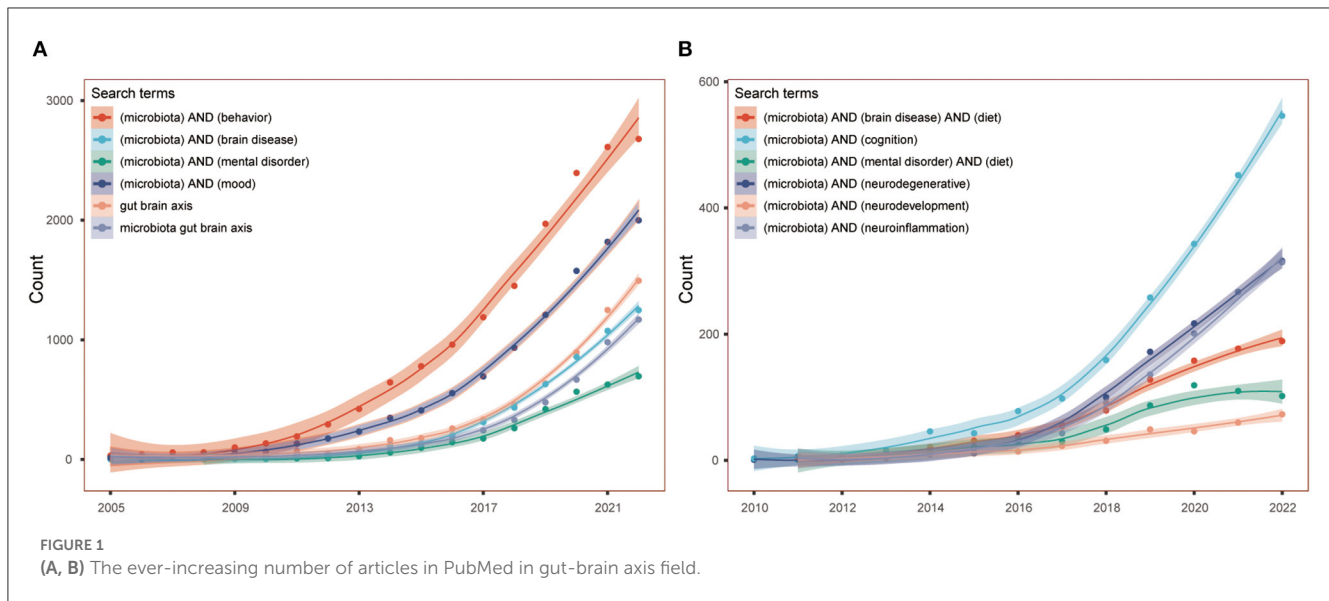 A
Search terms
(microbiota) AND (behavior)
(microbiota) AND (brain disease)
(microbiota) AND (mental disorder)
(microbiota) AND (mood)
gut brain axis
microbiota gut brain axis
Count
3000
2000
1000
0
2005
2009
2013
2017
2021
B
Search terms
(microbiota) AND (brain disease) AND (diet)
(microbiota) AND (cognition)
(microbiota) AND (mental disorder) AND (diet)
(microbiota) AND (neurodegenerative)
(microbiota) AND (neurodevelopment)
(microbiota) AND (neuroinflammation)
Count
600
400
200
0
2010
2012
2014
2016
2018
2020
2022
FIGURE 1
(A, B) The ever-increasing number of articles in PubMed in gut-brain axis field.